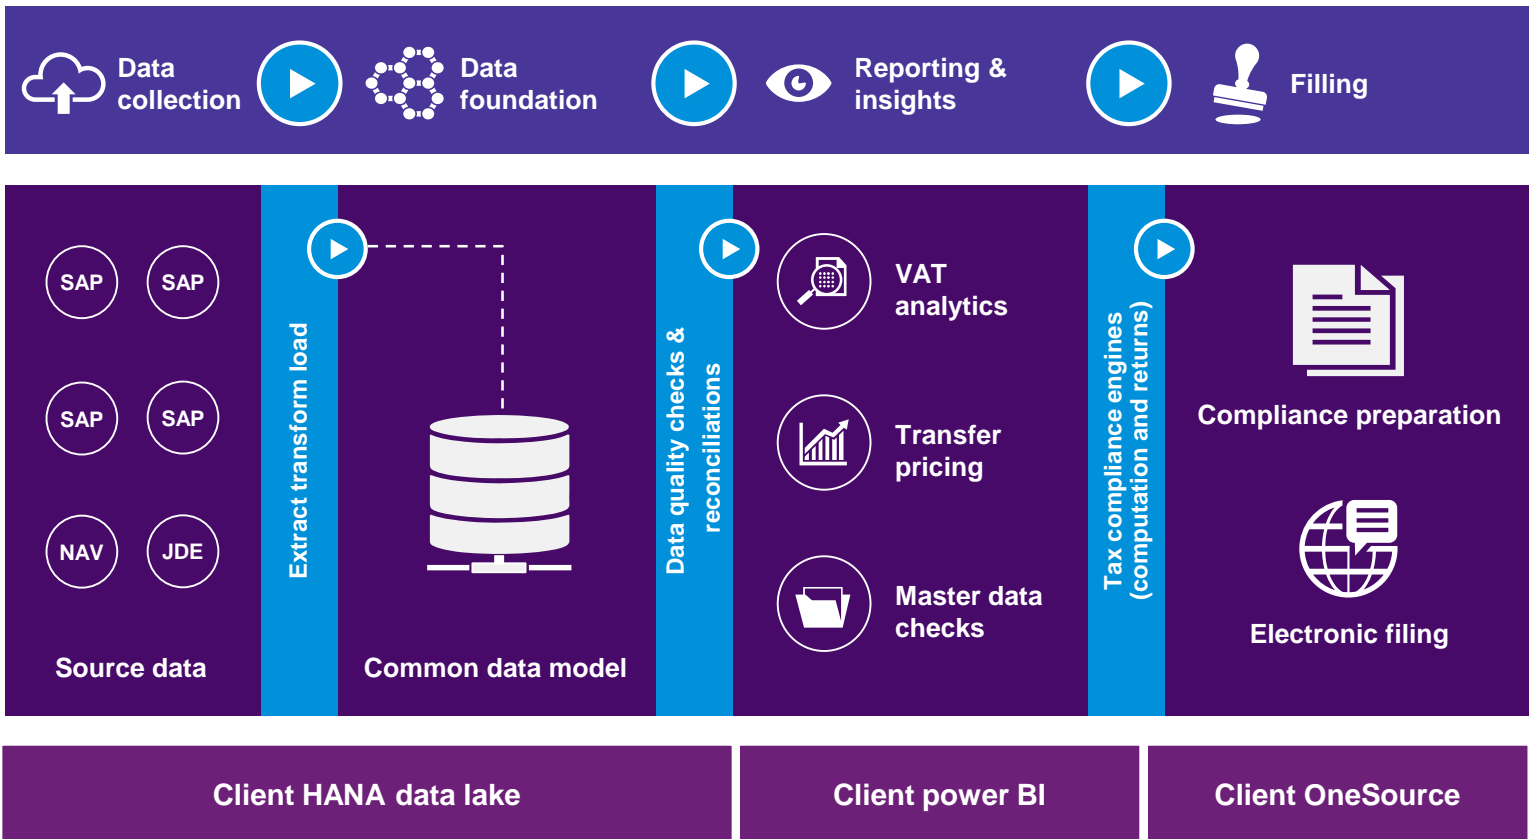 Data
collection
Data
foundation
Reporting &
insights
Filling
SAP
SAP
SAP
SAP
NAV
JDE
Source data
Extract transform load
Common data model
Data quality checks &
reconciliations
VAT
analytics
Transfer
pricing
Master data
checks
Tax compliance engines
(computation and returns)
Compliance preparation
Electronic filing
Client HANA data lake
Client power BI
Client OneSource